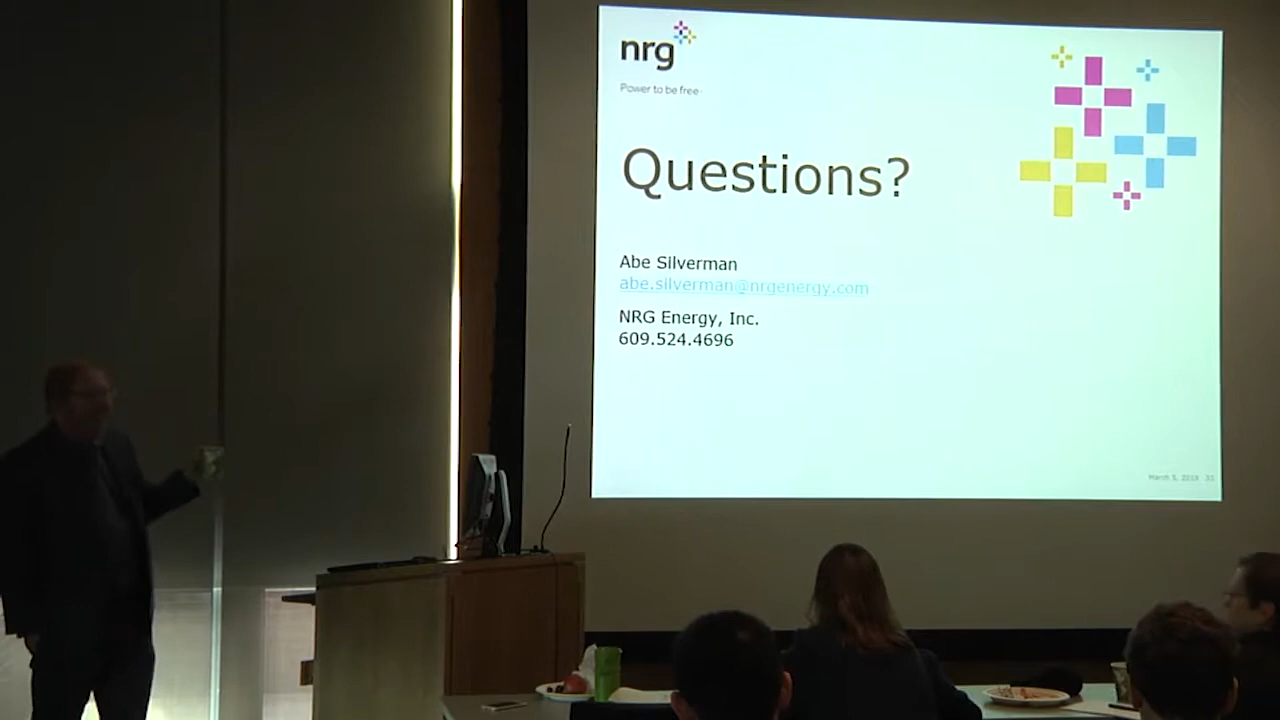 nrg
Power to be free
Questions?
Abe Silverman
abe.silverman@nrgenergy.com
NRG Energy, Inc.
609.524.4696